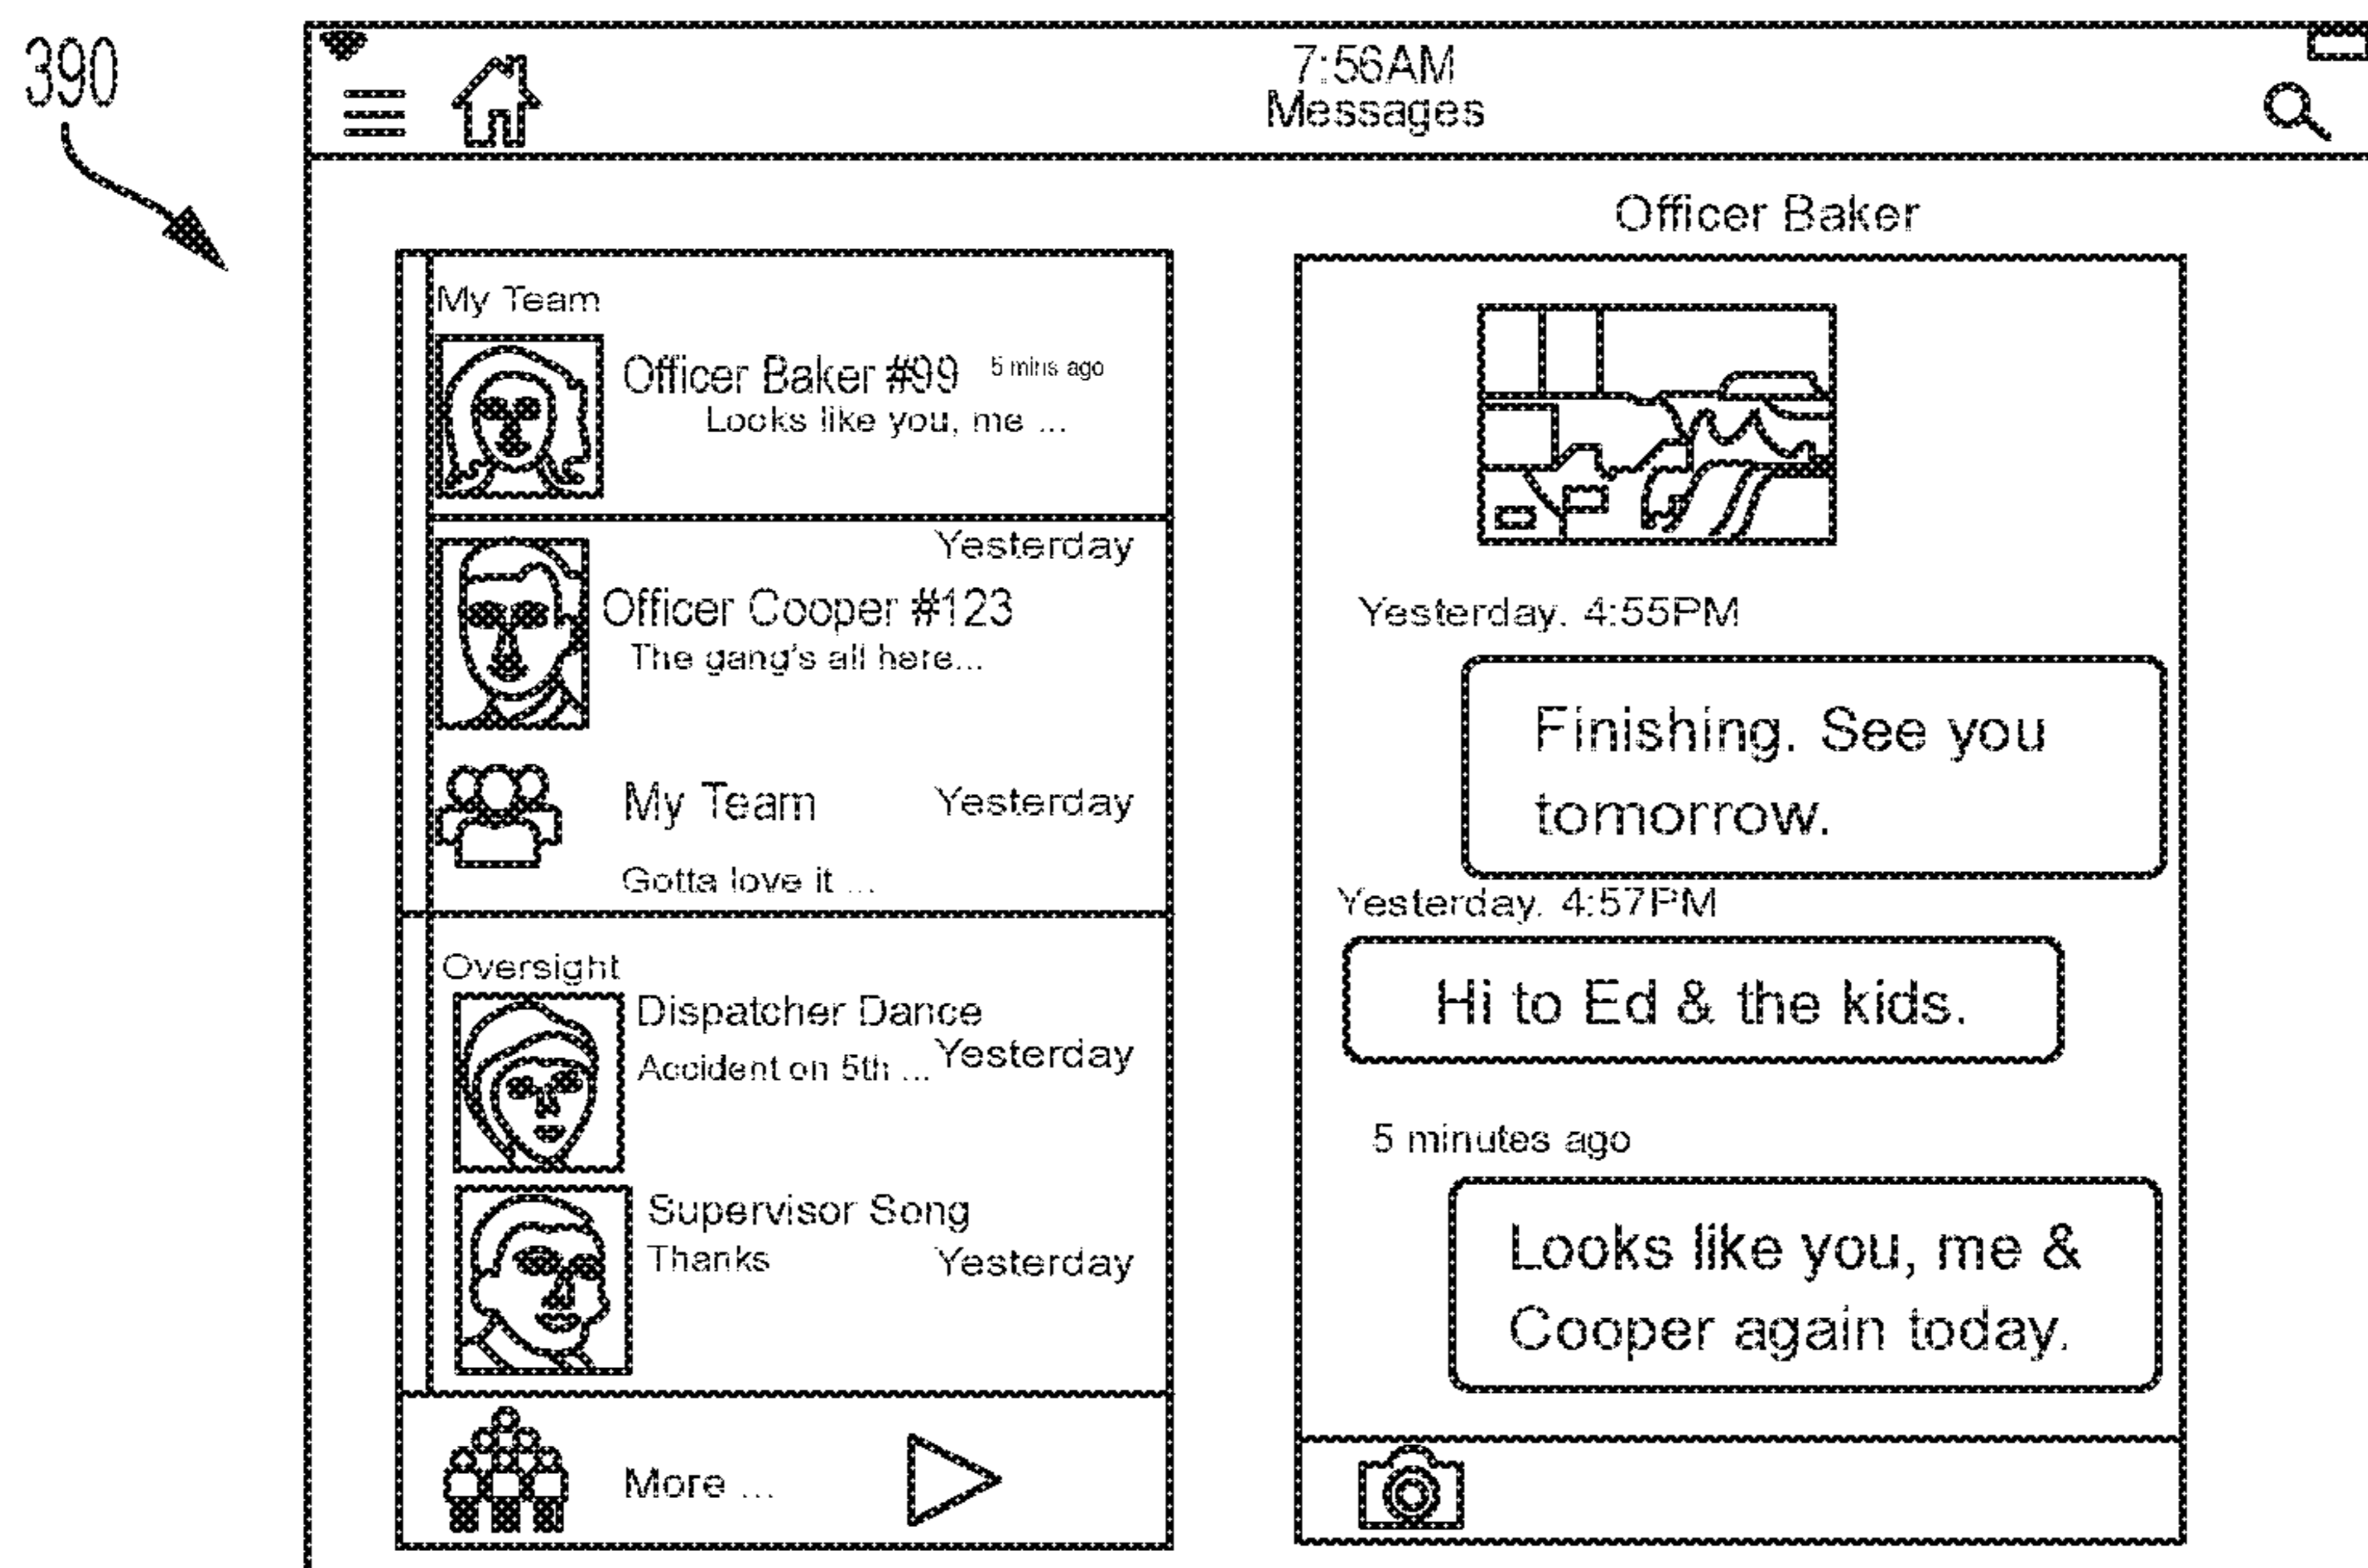 390
7:56AM
Messages
My Team
Officer Baker #99 5 mins ago
Looks like you, me ...
Yesterday
Officer Cooper #123
The gang's all here...
My Team Yesterday
Gotta love it ...
Oversight
Dispatcher Dance
Accident on 5th ... Yesterday
Supervisor Song
Thanks Yesterday
More ...
Officer Baker
Yesterday. 4:55PM
Finishing. See you
tomorrow.
Yesterday. 4:57PM
Hi to Ed & the kids.
5 minutes ago
Looks like you, me &
Cooper again today.